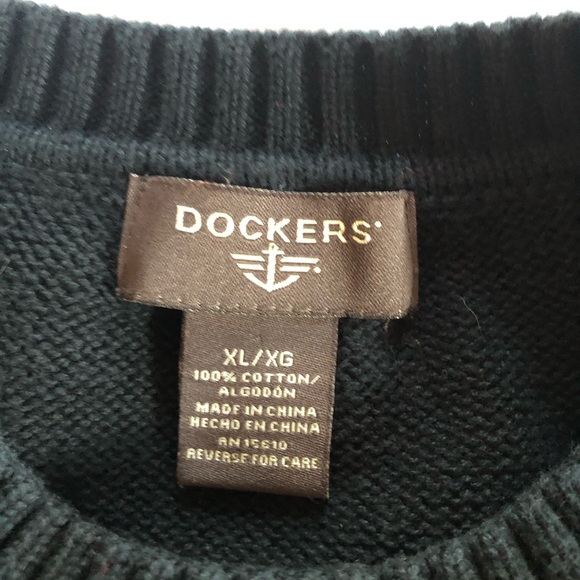 DOCKERS®
XL/XG
100% COTTON/
ALGODÓN
MADE IN CHINA
HECHO EN CHINA
RN 15610
REVERSE FOR CARE